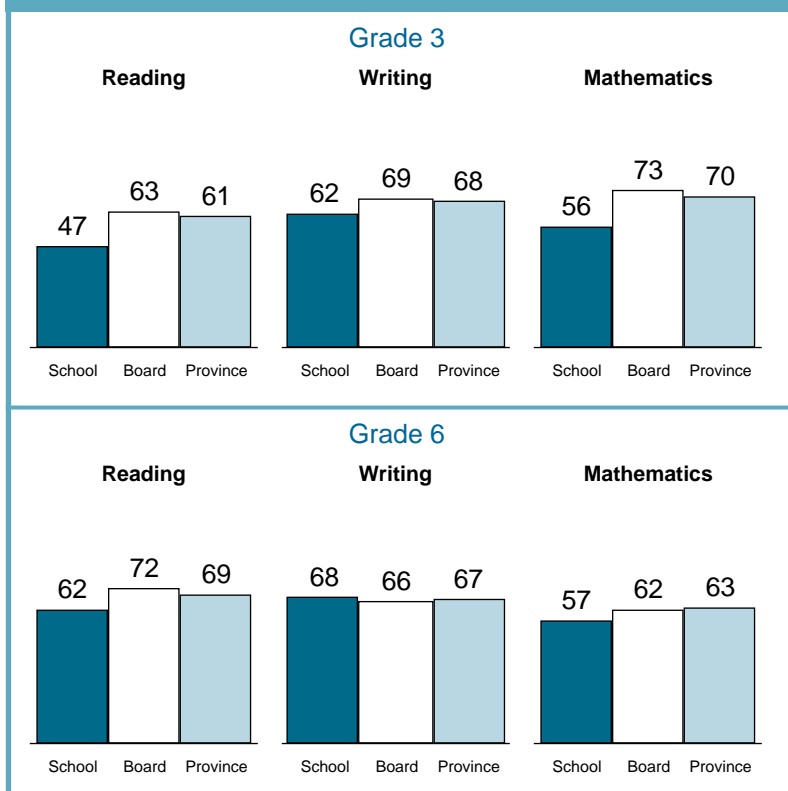 Grade 3
Reading Writing Mathematics
47 63 61 62 69 68 56 73 70
School Board Province School Board Province School Board Province
Grade 6
Reading Writing Mathematics
62 72 69 68 66 67 57 62 63
School Board Province School Board Province School Board Province